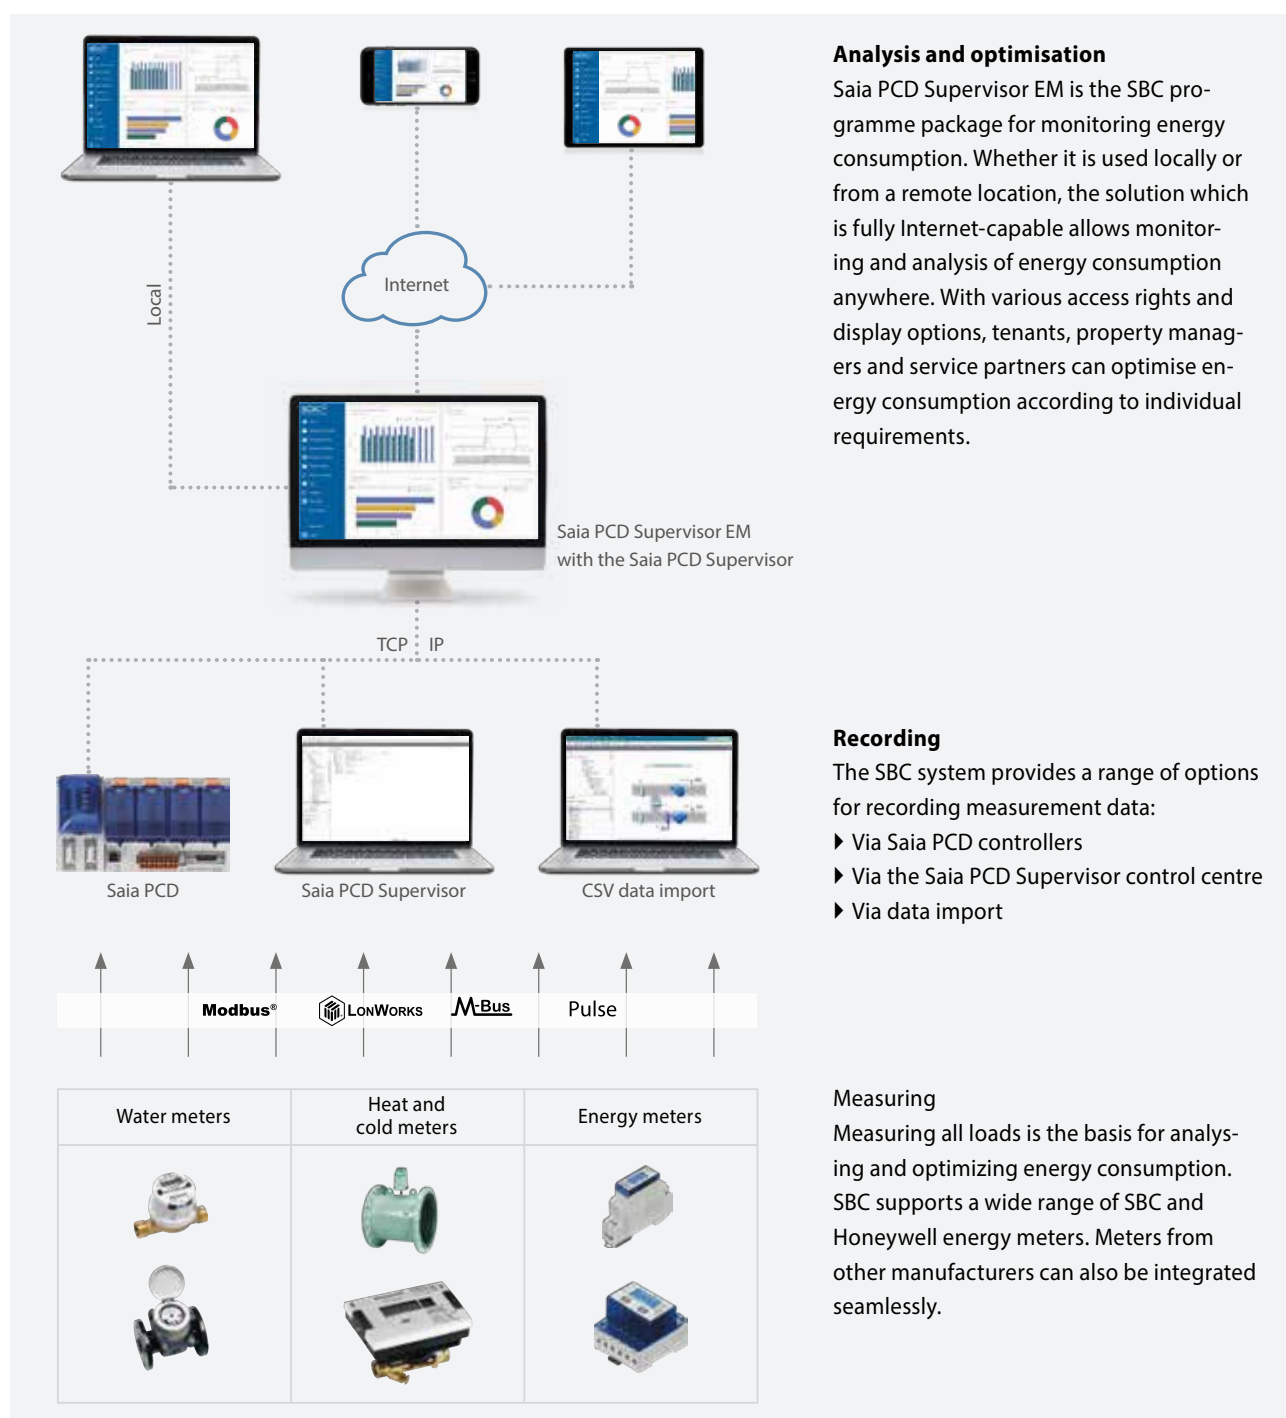 Analysis and optimisation
Saia PCD Supervisor EM is the SBC pro-
gramme package for monitoring energy
consumption. Whether it is used locally or
from a remote location, the solution which
is fully Internet-capable allows monitor-
ing and analysis of energy consumption
anywhere. With various access rights and
display options, tenants, property manag-
ers and service partners can optimise en-
ergy consumption according to individual
requirements.
Local
Internet
Saia PCD Supervisor EM
with the Saia PCD Supervisor
TCP IP
Saia PCD
Saia PCD Supervisor
CSV data import
Recording
The SBC system provides a range of options
for recording measurement data:
Via Saia PCD controllers
Via the Saia PCD Supervisor control centre
Via data import
Modbus®
LONWORKS
M-Bus
Pulse
Water meters
Heat and
cold meters
Energy meters
Measuring
Measuring all loads is the basis for analys-
ing and optimizing energy consumption.
SBC supports a wide range of SBC and
Honeywell energy meters. Meters from
other manufacturers can also be integrated
seamlessly.